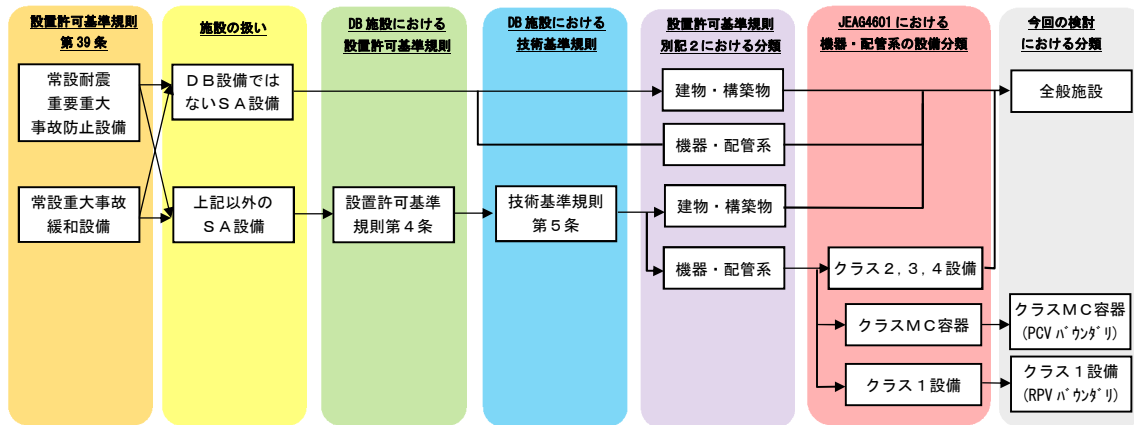 設置許可基準規則
第39条
施設の扱い
DB施設における
設置許可基準規則
DB施設における
技術基準規則
設置許可基準規則
別記2における分類
JEAG4601における
機器・配管系の設備分類
今回の検討
における分類
常設耐震
重要重大
事故防止設備
常設重大事故
緩和設備
DB設備では
ないSA設備
上記以外の
SA設備
設置許可基準
規則第4条
技術基準規則
第5条
建物・構築物
機器・配管系
建物・構築物
機器・配管系
クラス2,3,4設備
クラスMC容器
クラス1設備
全般施設
クラスMC容器
(PCVバウンダリ)
クラス1設備
(RPVバウンダリ)